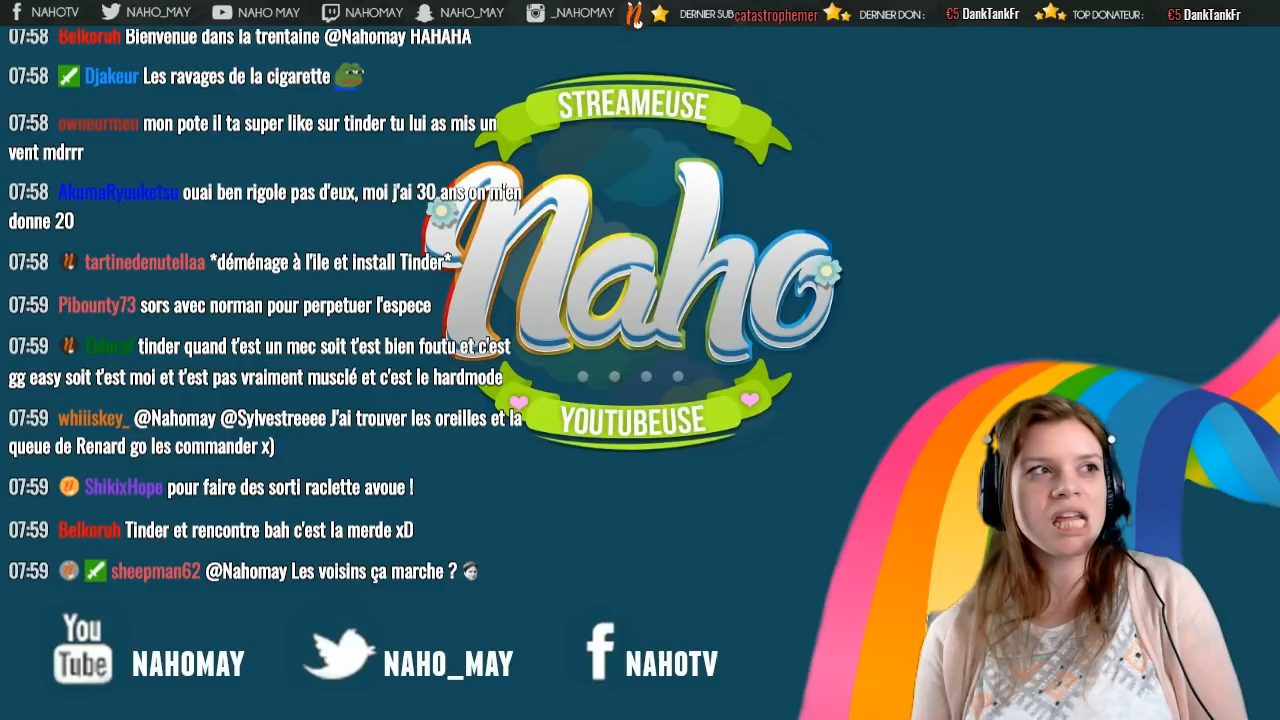 NAHOTV NAHO_MAY NAHO MAY NAHOMAY NAHO_MAY _NAHOMAY DERNIER SUB catastrophemer DERNIER DON : €5 DankTankFr TOP DONATEUR : €5 DankTankFr
07:58 Belkoruh Bienvenue dans la trentaine @Nahomay HAHAHA
07:58 Djakeur Les ravages de la cigarette
07:58 owneurmen mon pote il ta super like sur tinder tu lui as mis un
vent mdrrr
07:58 AkumaRyuuketsu ouai ben rigole pas d'eux, moi j'ai 30 ans on m'en
donne 20
07:58 tartinedenutellaa *déménage à l'ile et install Tinder*
07:59 Pibounty73 sors avec norman pour perpetuer l'espece
07:59 tinder quand t'est un mec soit t'est bien foutu et c'est
gg easy soit t'est moi et t'est pas vraiment musclé et c'est le hardmode
07:59 whiiiskey_ @Nahomay @Sylvestreeee J'ai trouver les oreilles et la
queue de Renard go les commander x)
07:59 ShikixHope pour faire des sorti raclette avoue !
07:59 Belkoruh Tinder et rencontre bah c'est la merde xD
07:59 sheepman62 @Nahomay Les voisins ça marche ?
STREAMEUSE
Naho
YOUTUBEUSE
You
Tube NAHOMAY NAHO_MAY NAHOTV